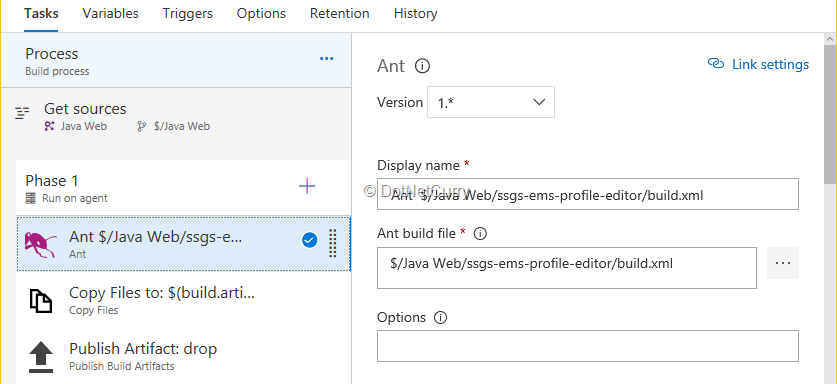 Tasks Variables Triggers Options Retention History
Process
Build process
...
Get sources
Java Web $/Java Web
Phase 1
Run on agent
Ant $/Java Web/ssgs-e...
Ant
Copy Files to: $(build.arti...
Copy Files
Publish Artifact: drop
Publish Build Artifacts
Ant
Link settings
Version 1.*
Display name *
© DotNetCurry
Ant $/Java Web/ssgs-ems-profile-editor/build.xml
Ant build file *
$/Java Web/ssgs-ems-profile-editor/build.xml
...
Options